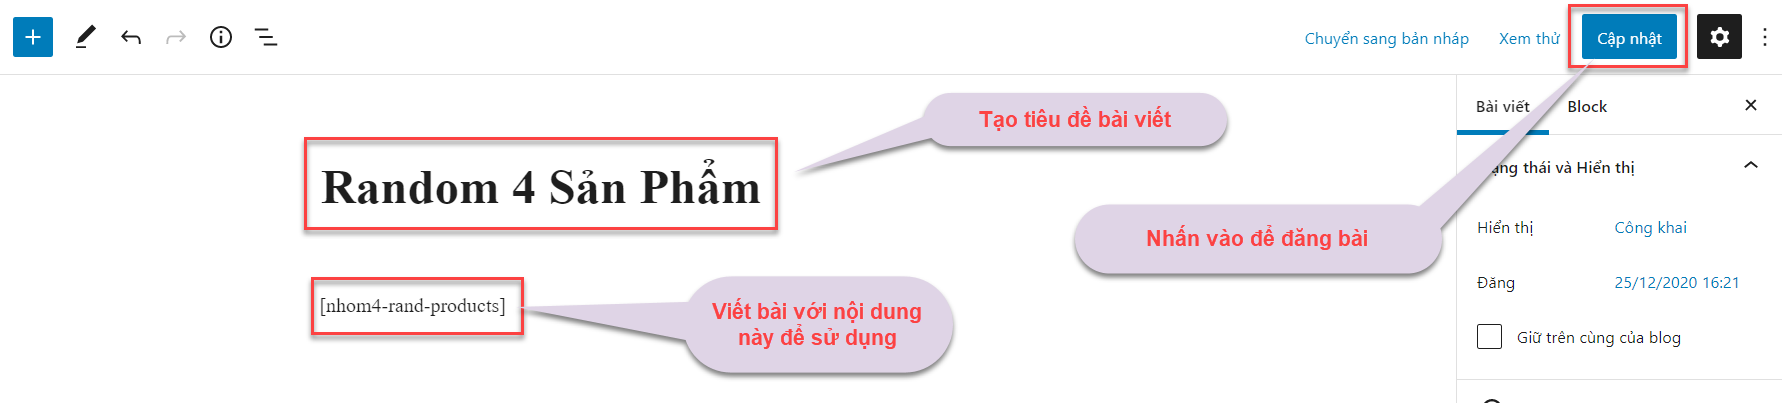 Chuyển sang bản nháp
Xem thử
Cập nhật
Tạo tiêu đề bài viết
Bài viết
Block
Random 4 Sản Phẩm
thái và Hiển thị
Nhấn vào để đăng bài
Hiển thị
Công khai
[nhom4-rand-products]
Viết bài với nội dung
này để sử dụng
Đăng
25/12/2020 16:21
Giữ trên cùng của blog